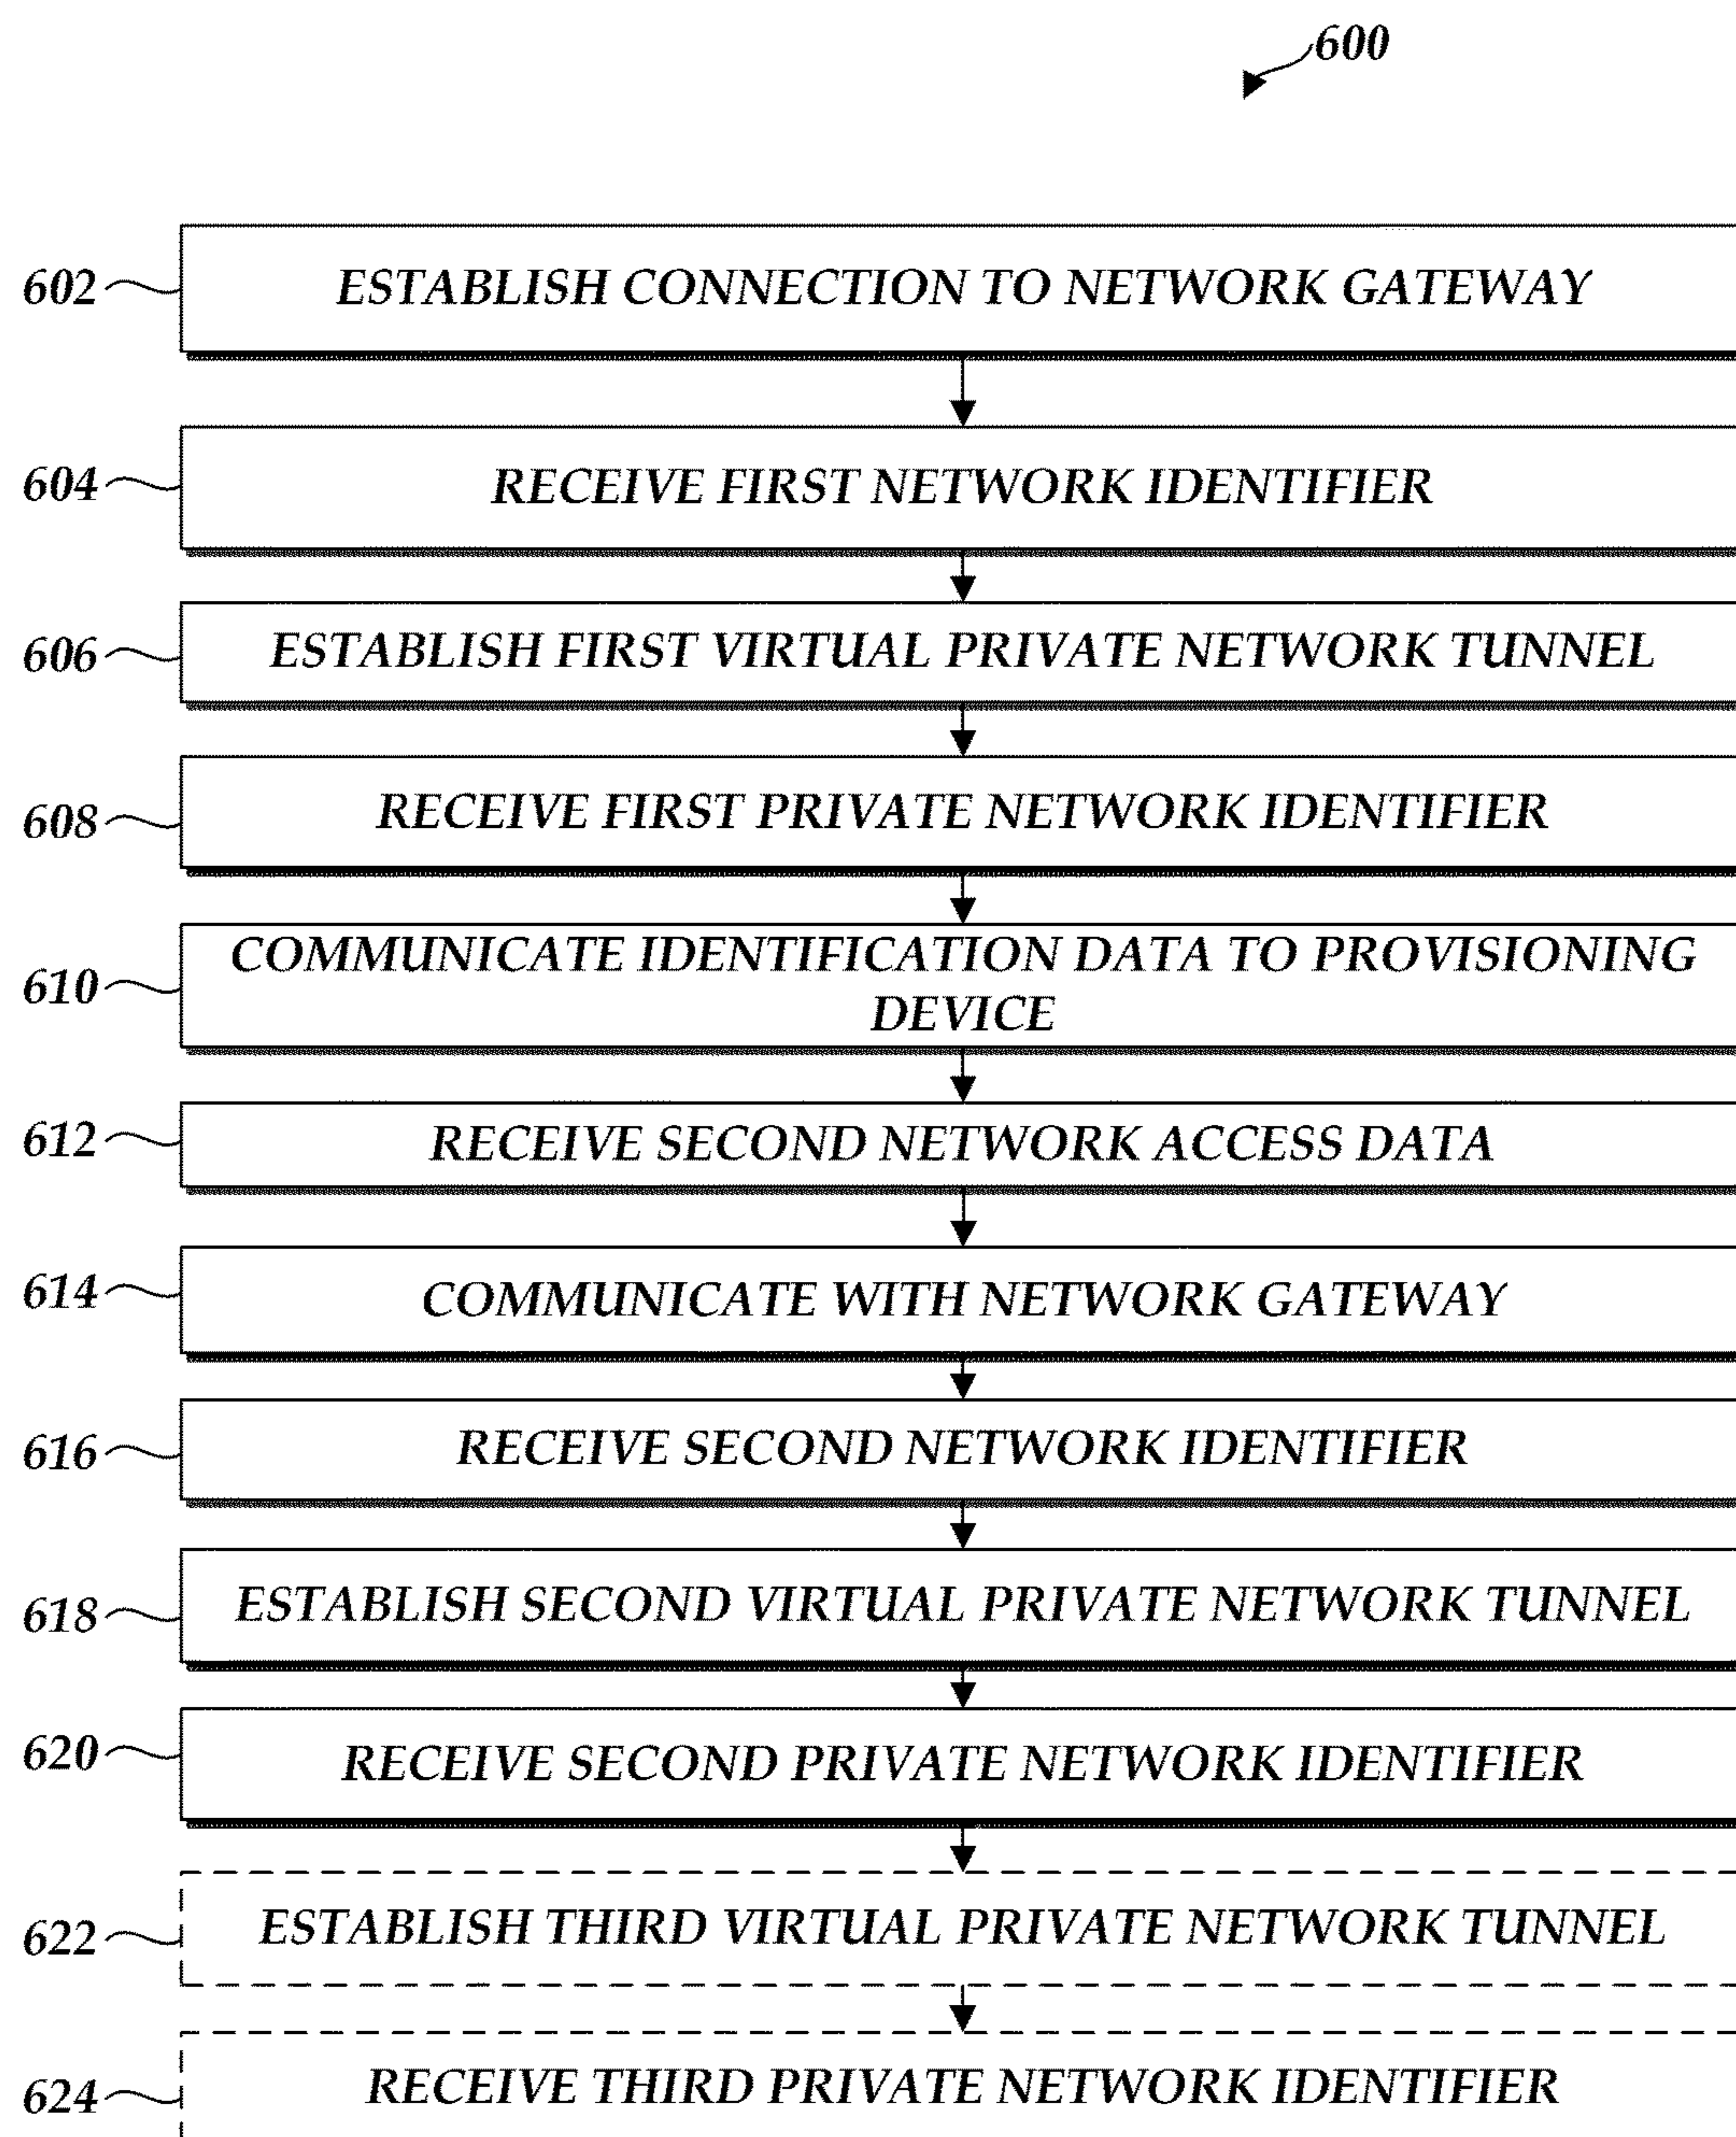 600
602 ESTABLISH CONNECTION TO NETWORK GATEWAY
604 RECEIVE FIRST NETWORK IDENTIFIER
606 ESTABLISH FIRST VIRTUAL PRIVATE NETWORK TUNNEL
608 RECEIVE FIRST PRIVATE NETWORK IDENTIFIER
610 COMMUNICATE IDENTIFICATION DATA TO PROVISIONING
DEVICE
612 RECEIVE SECOND NETWORK ACCESS DATA
614 COMMUNICATE WITH NETWORK GATEWAY
616 RECEIVE SECOND NETWORK IDENTIFIER
618 ESTABLISH SECOND VIRTUAL PRIVATE NETWORK TUNNEL
620 RECEIVE SECOND PRIVATE NETWORK IDENTIFIER
622 ESTABLISH THIRD VIRTUAL PRIVATE NETWORK TUNNEL
624 RECEIVE THIRD PRIVATE NETWORK IDENTIFIER